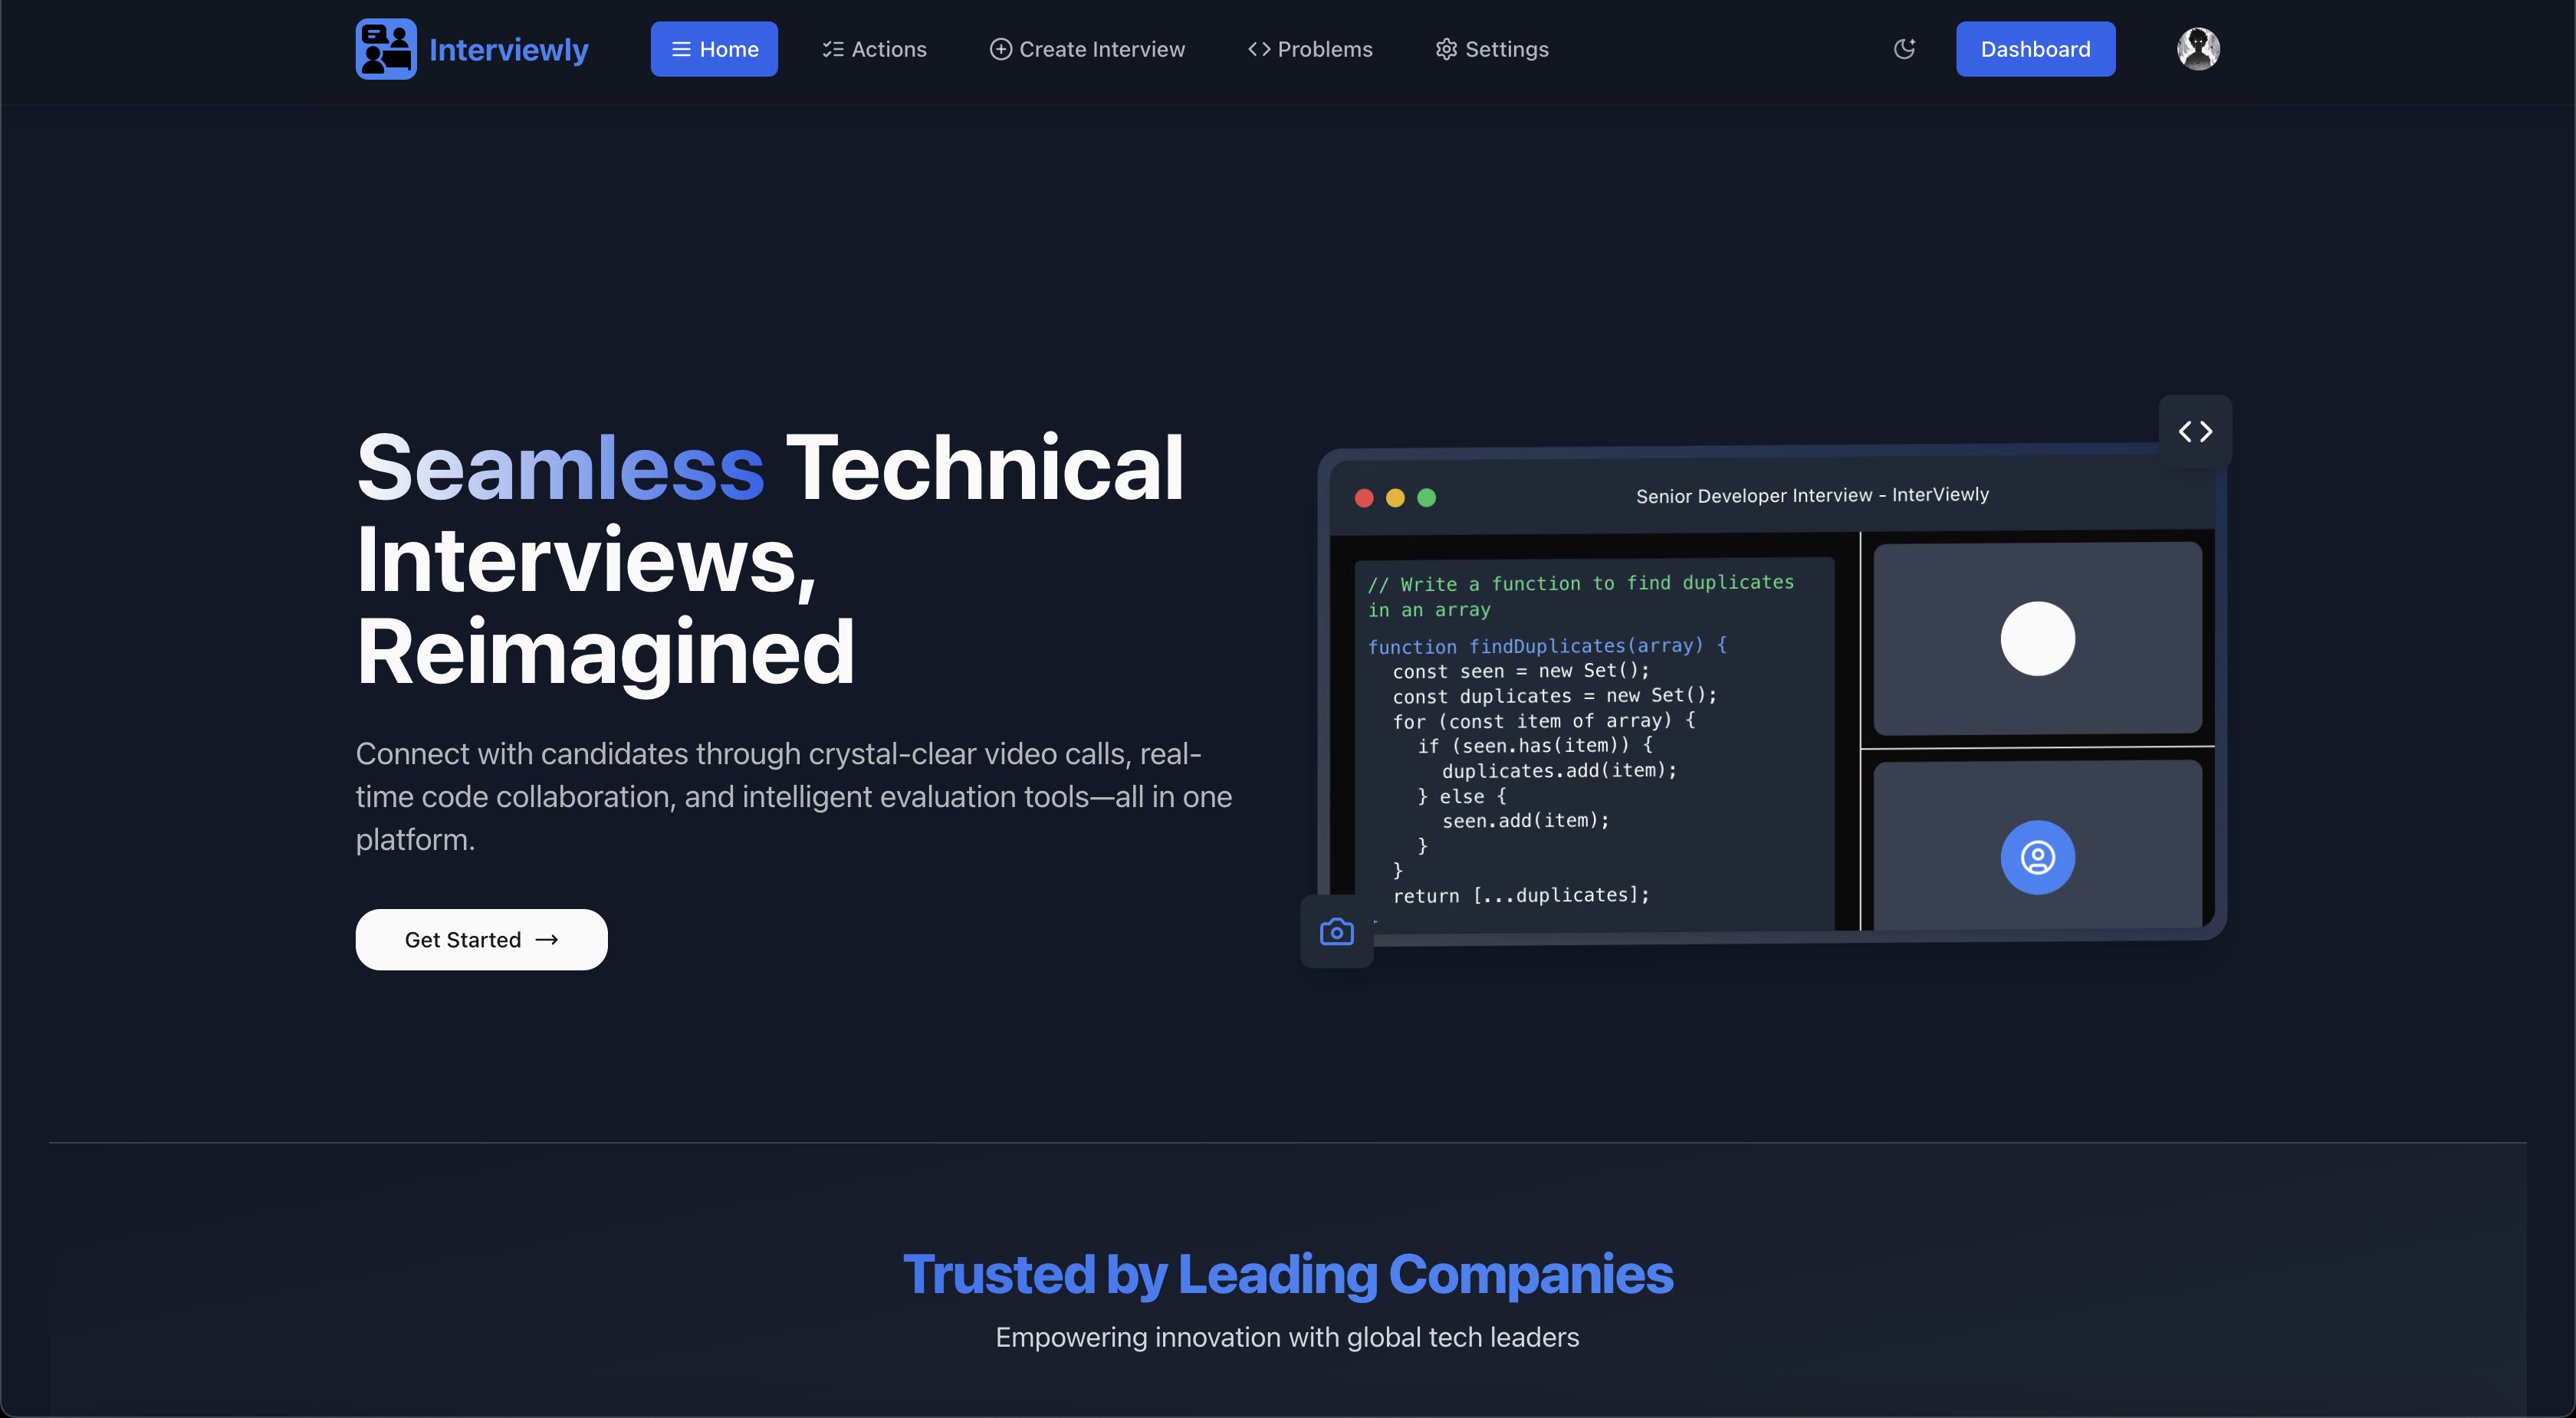 Interviewly
Home
Actions
Create Interview
Problems
Settings
Dashboard
Seamless Technical
Interviews,
Reimagined
Connect with candidates through crystal-clear video calls, real-
time code collaboration, and intelligent evaluation tools—all in one
platform.
Get Started →
Senior Developer Interview - InterViewly
// Write a function to find duplicates
in an array
function findDuplicates(array) {
const seen = new Set();
const duplicates = new Set();
for (const item of array) {
if (seen.has(item)) {
duplicates.add(item);
} else {
seen.add(item);
}
}
return [...duplicates];
Trusted by Leading Companies
Empowering innovation with global tech leaders